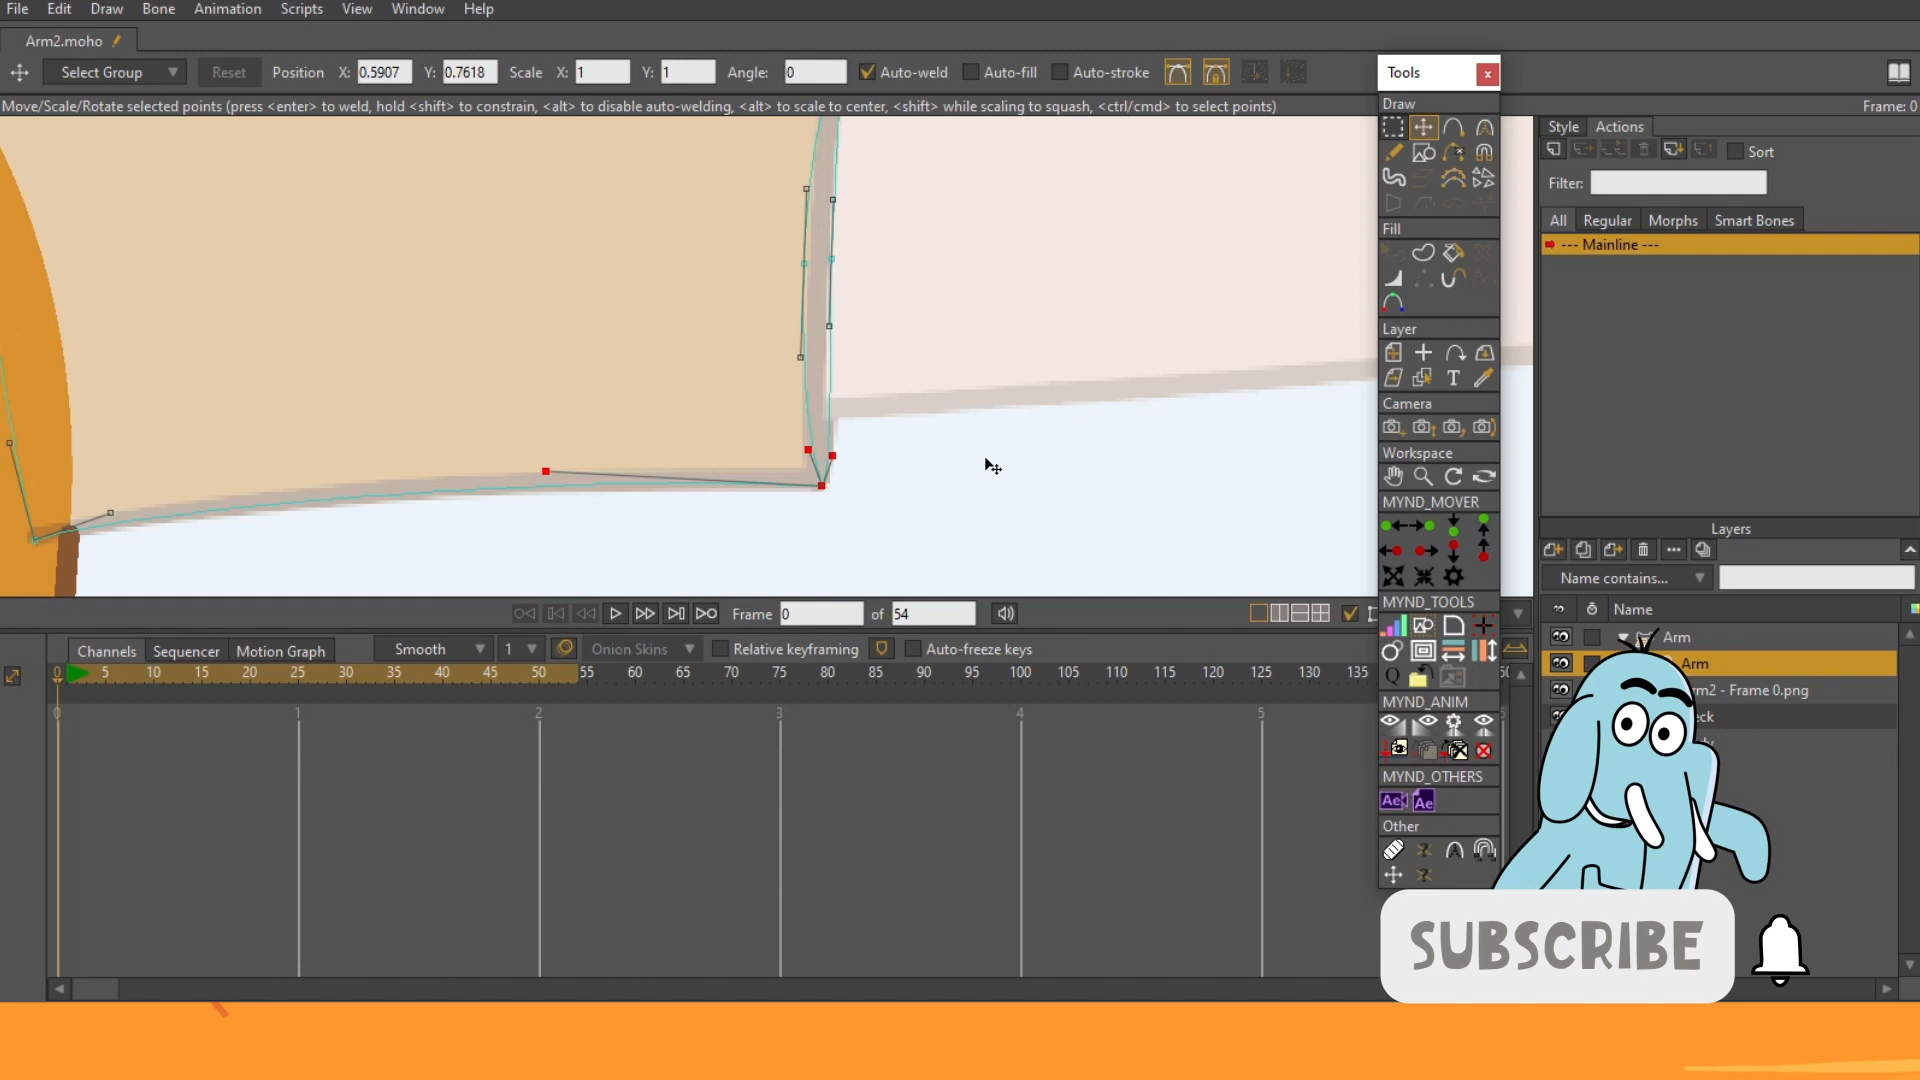 File Edit Draw Bone Animation Scripts Layer View Window Help
Arm2.moho
Select Group Reset Position X: 0.5907 Y: 0.7618 Scale X: 1 Y: 1 Angle: 0 Auto-weld Auto-fill Auto-stroke
Move/Scale/Rotate selected points (press <enter> to weld, hold <shift> to constrain, <alt> to disable auto-welding, <alt> to scale to center, <shift> while scaling to squash, <ctrl/cmd> to select points)
Frame: 0
Tools
Draw
Fill
Layer
Camera
Workspace
MYND_MOVER
MYND_TOOLS
Q
MYND_ANIM
MYND_OTHERS
Ae Ae
Other
Style Actions
Sort
Filter:
All Regular Morphs Smart Bones
--- Mainline ---
Layers
Name contains...
Name
Arm
Arm
rm2 - Frame 0.png
eck
Frame 0 of 54
Channels Sequencer Motion Graph Smooth 1 Onion Skins Relative keyframing Auto-freeze keys
0 5 10 15 20 25 30 35 40 45 50 55 60 65 70 75 80 85 90 95 100 105 110 115 120 125 130 135
0 1 2 3 4 5
SUBSCRIBE